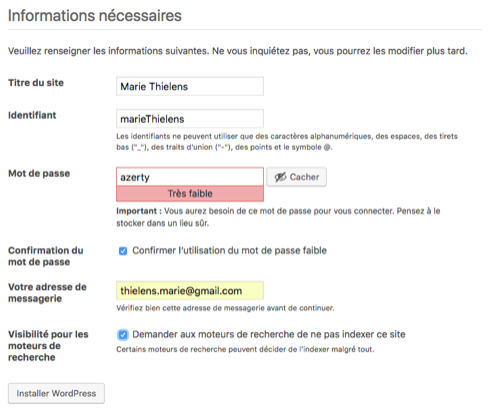 Informations nécessaires
Veuillez renseigner les informations suivantes. Ne vous inquiétez pas, vous pourrez les modifier plus tard.
Titre du site
Marie Thielens
Identifiant
marieThielens
Les identifiants ne peuvent utiliser que des caractères alphanumériques, des espaces, des tirets
bas ("_"), des traits d'union ("-"), des points et le symbole @.
Mot de passe
azerty
Cacher
Très faible
Important : Vous aurez besoin de ce mot de passe pour vous connecter. Pensez à le
stocker dans un lieu sûr.
Confirmation du
mot de passe
Confirmer l'utilisation du mot de passe faible
Votre adresse de
messagerie
thielens.marie@gmail.com
Vérifiez bien cette adresse de messagerie avant de continuer.
Visibilité pour les
moteurs de
recherche
Demander aux moteurs de recherche de ne pas indexer ce site
Certains moteurs de recherche peuvent décider de l'indexer malgré tout.
Installer WordPress